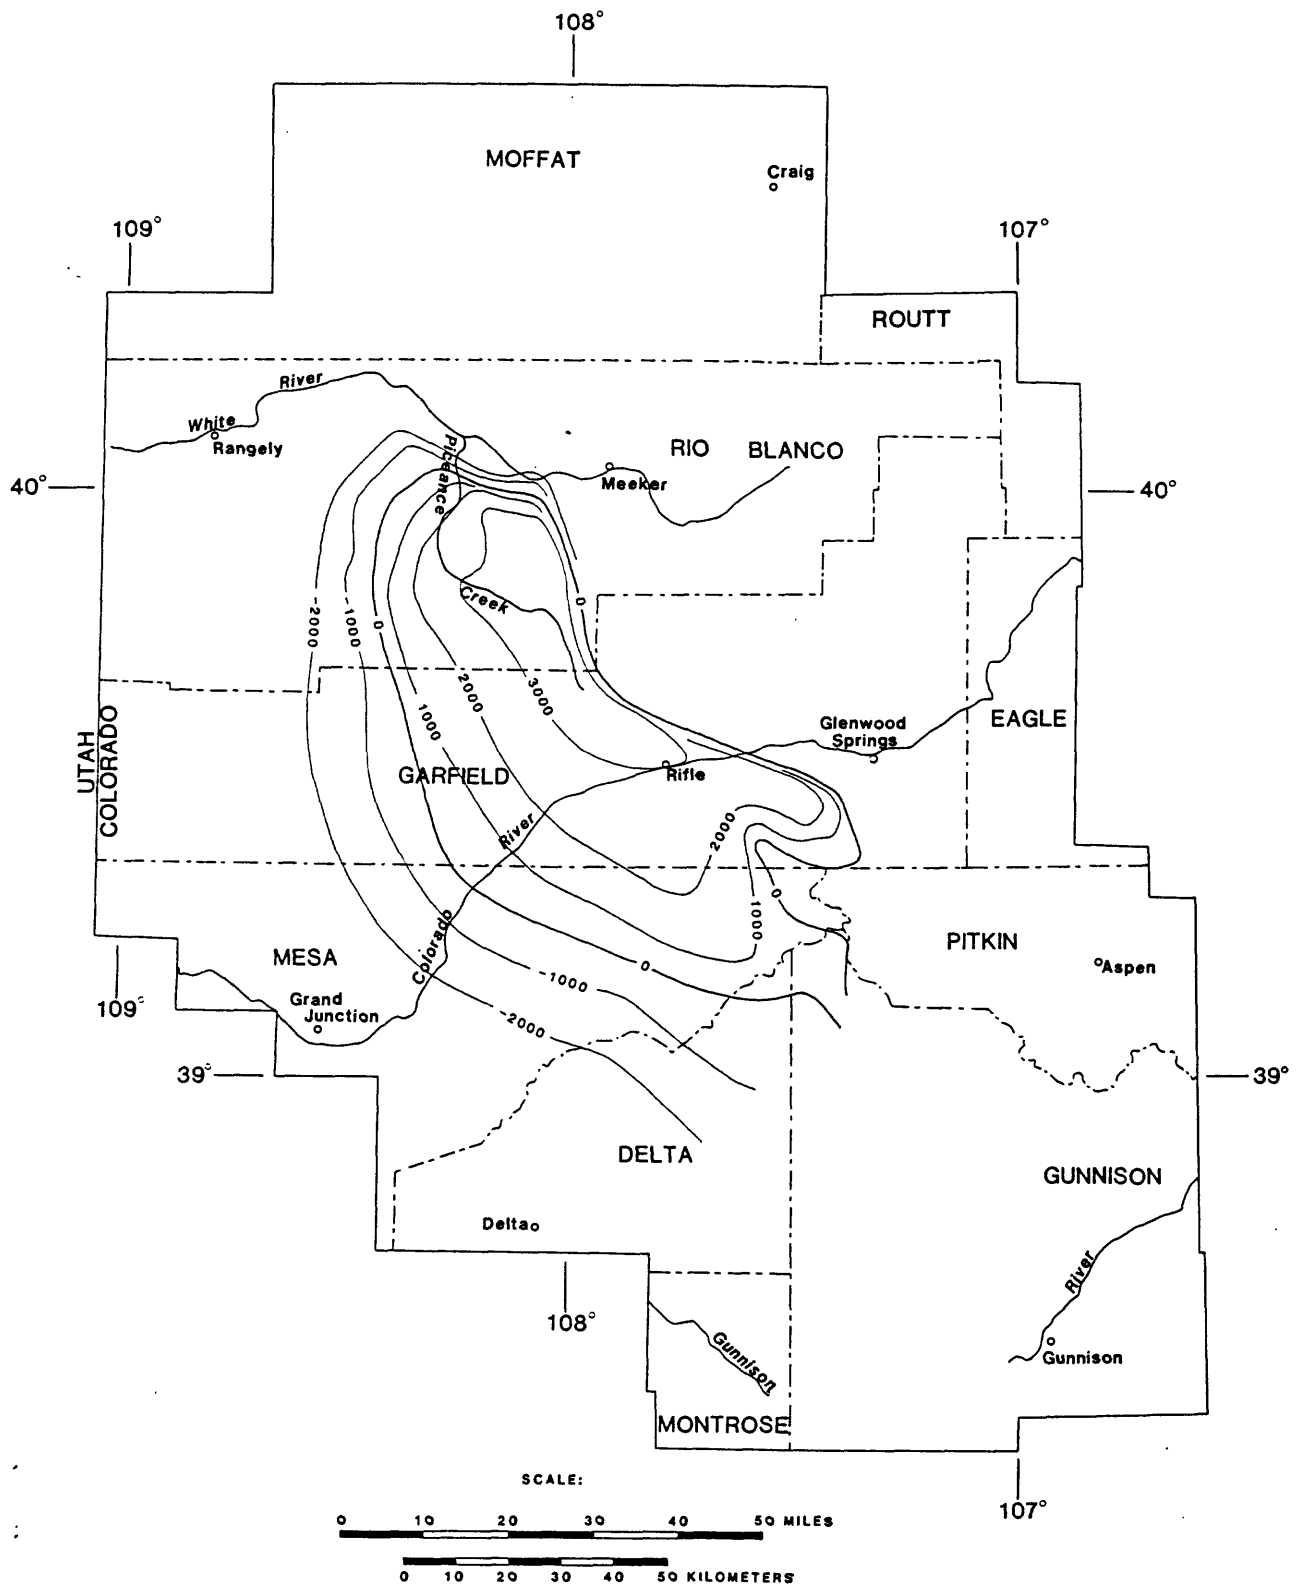 108°
MOFFAT
Craig
109°
107°
ROUTT
River
White
Rangely
Piceance
RIO BLANCO
Meeker
40°
40°
Creek
0
-2000
-1000
0
3000
2000
1000
UTAH
COLORADO
Glenwood
Springs
EAGLE
GARFIELD
Rifle
River
2000
0
1000
Colorado
MESA
PITKIN
Aspen
0
-1000
109°
Grand
Junction
-2000
39°
39°
DELTA
GUNNISON
Delta
108°
River
Gunnison
Gunnison
MONTROSE
107°
SCALE:
0 10 20 30 40 50 MILES
0 10 20 30 40 50 KILOMETERS